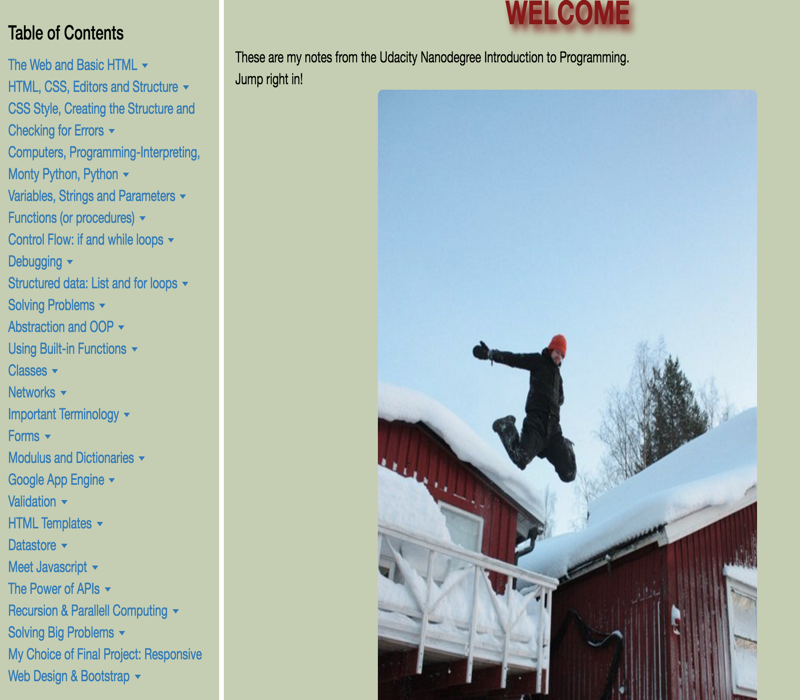 Table of Contents
The Web and Basic HTML
HTML, CSS, Editors and Structure
CSS Style, Creating the Structure and
Checking for Errors
Computers, Programming-Interpreting,
Monty Python, Python
Variables, Strings and Parameters
Functions (or procedures)
Control Flow: if and while loops
Debugging
Structured data: List and for loops
Solving Problems
Abstraction and OOP
Using Built-in Functions
Classes
Networks
Important Terminology
Forms
Modulus and Dictionaries
Google App Engine
Validation
HTML Templates
Datastore
Meet Javascript
The Power of APIs
Recursion & Parallell Computing
Solving Big Problems
My Choice of Final Project: Responsive
Web Design & Bootstrap
WELCOME
These are my notes from the Udacity Nanodegree Introduction to Programming.
Jump right in!